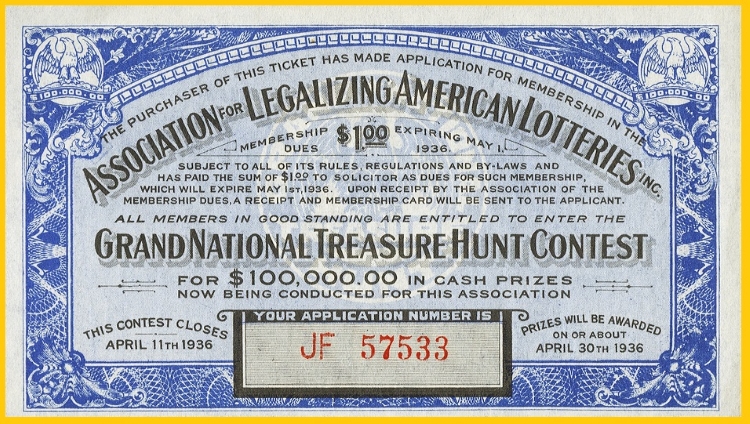 $100,000.00
$100,000.00
THE PURCHASER OF THIS TICKET HAS MADE APPLICATION FOR MEMBERSHIP IN THE
ASSOCIATION FOR LEGALIZING AMERICAN LOTTERIES INC.
MEMBERSHIP DUES $1.00 EXPIRING MAY 1, 1936.
SUBJECT TO ALL OF ITS RULES, REGULATIONS AND BY-LAWS AND
HAS PAID THE SUM OF $1.00 TO SOLICITOR AS DUES FOR SUCH MEMBERSHIP,
WHICH WILL EXPIRE MAY 1ST, 1936. UPON RECEIPT BY THE ASSOCIATION OF THE
MEMBERSHIP DUES, A RECEIPT AND MEMBERSHIP CARD WILL BE SENT TO THE APPLICANT.
ALL MEMBERS IN GOOD STANDING ARE ENTITLED TO ENTER THE
GRAND NATIONAL TREASURE HUNT CONTEST
FOR $100,000.00 IN CASH PRIZES
NOW BEING CONDUCTED FOR THIS ASSOCIATION
THIS CONTEST CLOSES
APRIL 11TH 1936
YOUR APPLICATION NUMBER IS
JF 57533
PRIZES WILL BE AWARDED
ON OR ABOUT
APRIL 30TH 1936